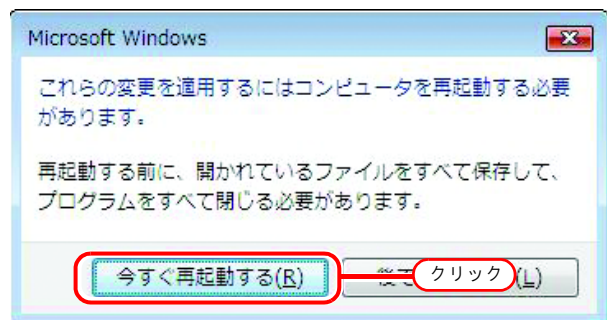 Microsoft Windows
これらの変更を適用するにはコンピュータを再起動する必要
があります。
再起動する前に、開かれているファイルをすべて保存して、
プログラムをすべて閉じる必要があります。
今すぐ再起動する(R)
クリック
後で
(L)